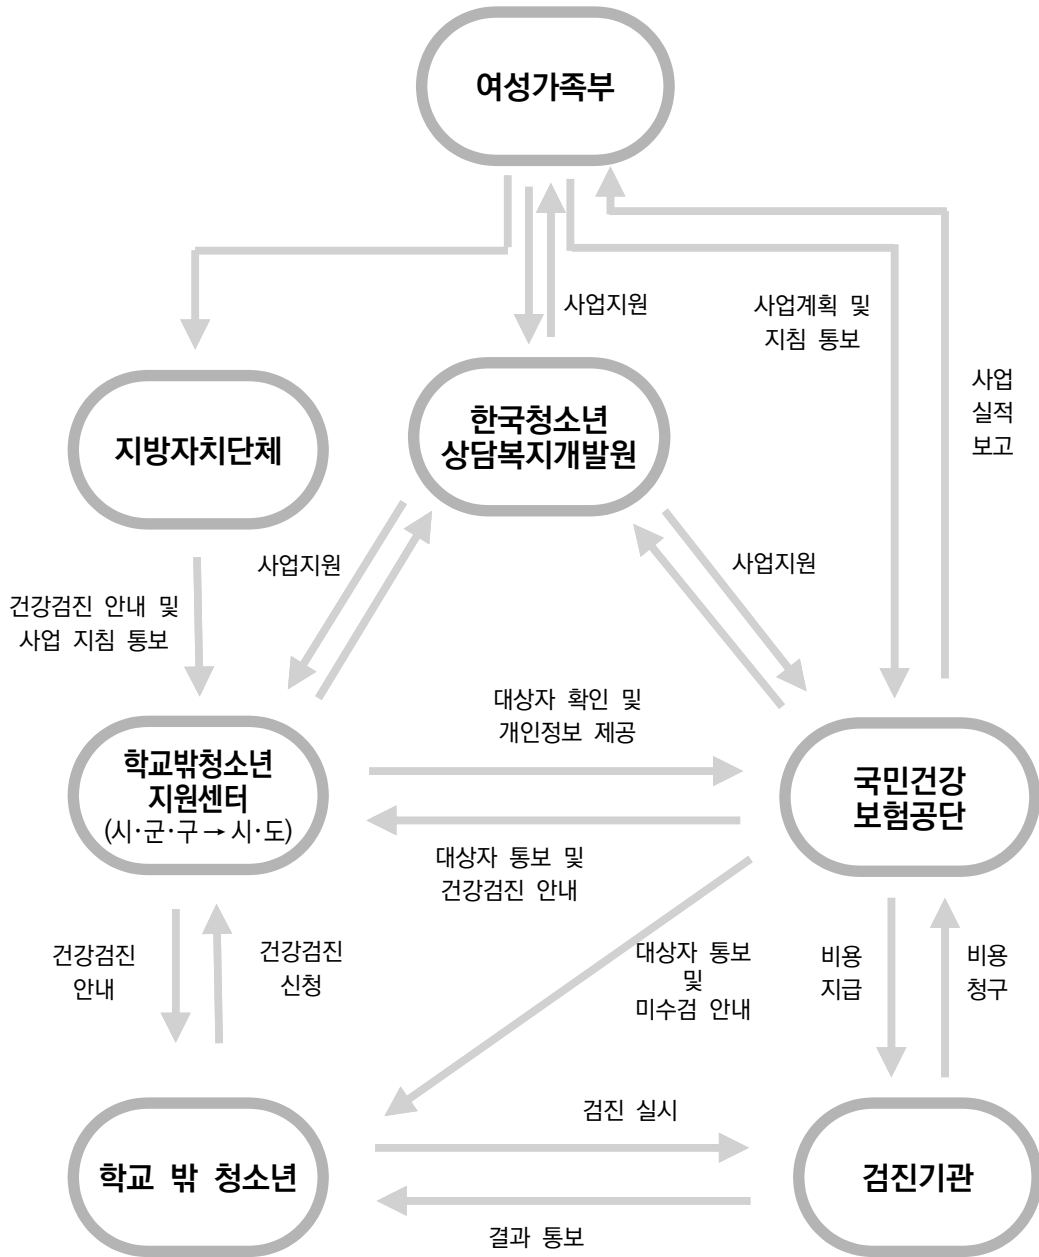 여성가족부
사업지원
사업계획 및
지침 통보
사업
실적
보고
지방자치단체
한국청소년
상담복지개발원
사업지원
사업지원
건강검진 안내 및
사업 지침 통보
대상자 확인 및
개인정보 제공
학교밖청소년
지원센터
(시·군·구 → 시·도)
국민건강
보험공단
대상자 통보 및
건강검진 안내
건강검진
안내
건강검진
신청
대상자 통보
및
미수검 안내
비용
지급
비용
청구
검진 실시
학교 밖 청소년
검진기관
결과 통보